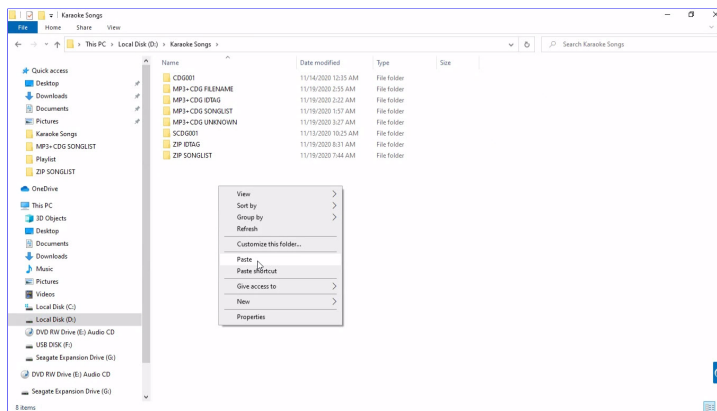 Karaoke Songs
File Home Share View
This PC > Local Disk (D:) > Karaoke Songs > Search Karaoke Songs
Name Date modified Type Size
CDG001 11/14/2020 12:35 AM File folder
MP3+CDG FILENAME 11/19/2020 2:55 AM File folder
MP3+CDG IDTAG 11/19/2020 2:22 AM File folder
MP3+CDG SONGLIST 11/19/2020 1:57 AM File folder
MP3+CDG UNKNOWN 11/19/2020 3:27 AM File folder
SCDG001 11/13/2020 10:25 AM File folder
ZIP IDTAG 11/19/2020 8:31 AM File folder
ZIP SONGLIST 11/19/2020 7:44 AM File folder
Quick access
Desktop
Downloads
Documents
Pictures
Karaoke Songs
MP3+CDG SONGLIST
Playlist
ZIP SONGLIST
OneDrive
This PC
3D Objects
Desktop
Documents
Downloads
Music
Pictures
Videos
Local Disk (C:)
Local Disk (D:)
DVD RW Drive (E:) Audio CD
USB DISK (F:)
Seagate Expansion Drive (G:)
DVD RW Drive (E:) Audio CD
Seagate Expansion Drive (G:)
View
Sort by
Group by
Refresh
Customize this folder...
Paste
Paste shortcut
Give access to
New
Properties
8 items